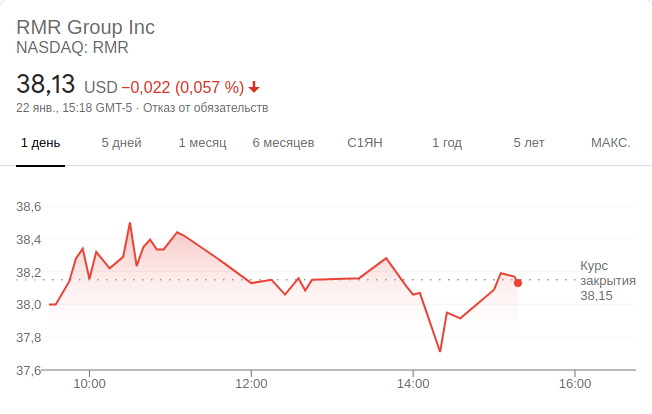 RMR Group Inc
NASDAQ: RMR
38,13 USD −0,022 (0,057 %)
22 янв., 15:18 GMT-5 · Отказ от обязательств
1 день 5 дней 1 месяц 6 месяцев С1ЯН 1 год 5 лет МАКС.
38,6
38,4
38,2
38,0
37,8
37,6
Курс
закрытия
38,15
10:00 12:00 14:00 16:00